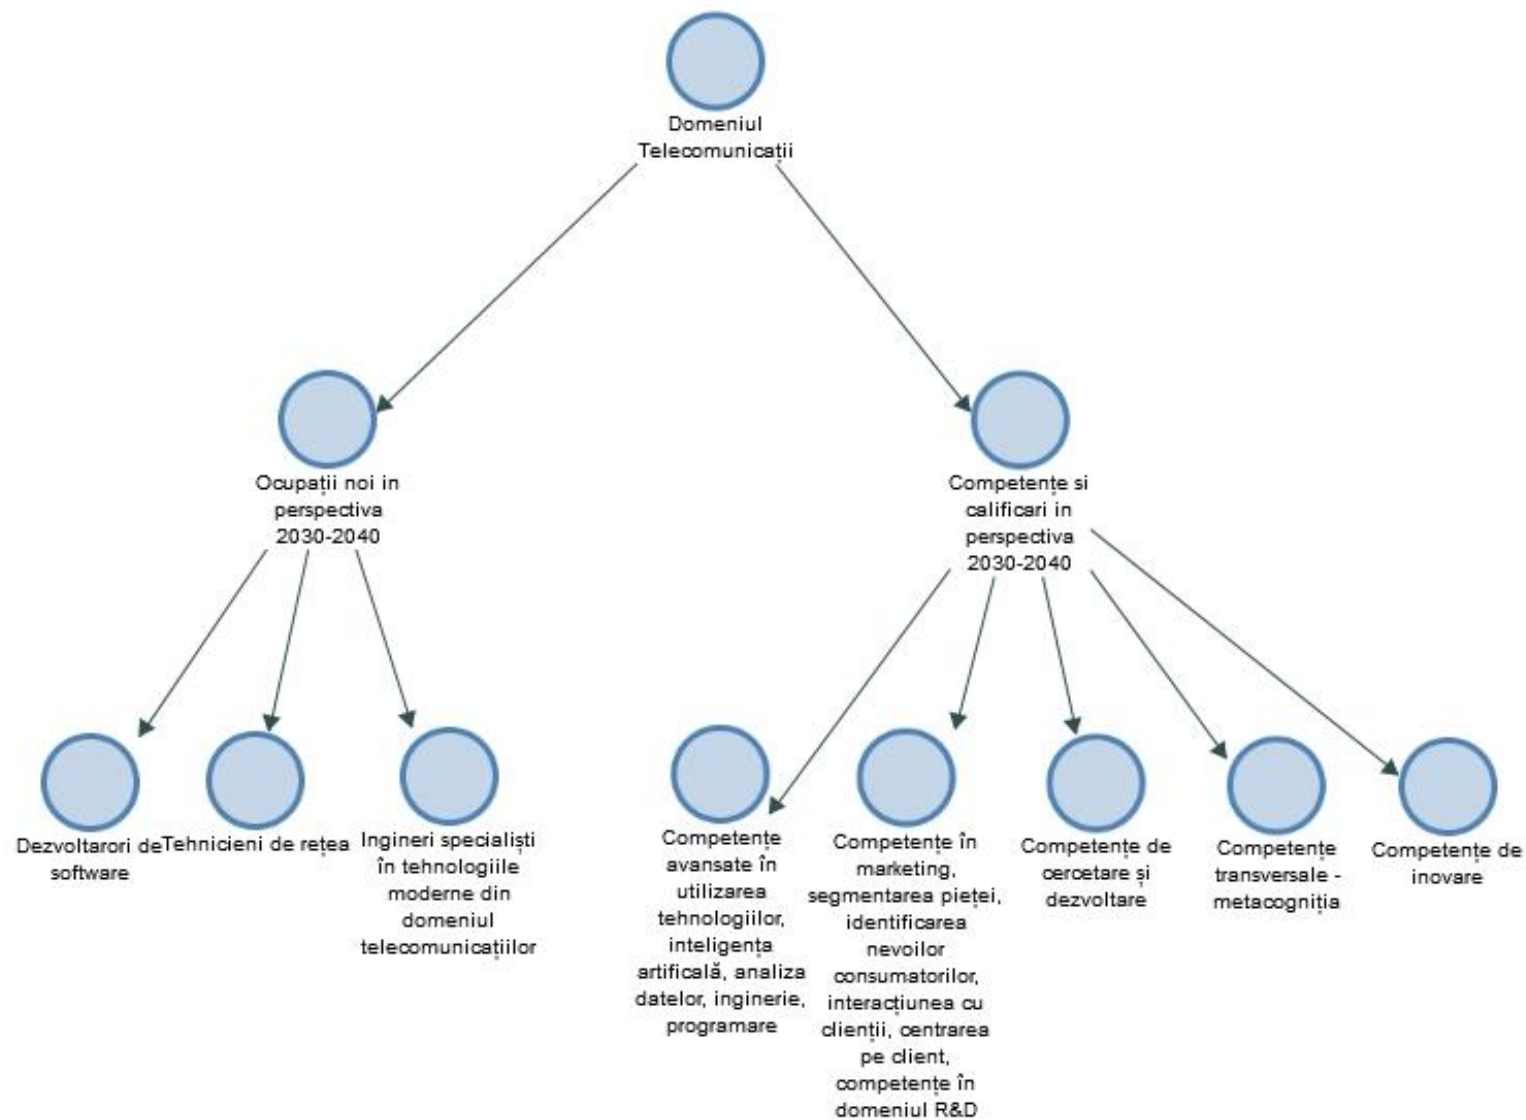 Domeniul
Telecomunicații
Ocupații noi in
perspectiva
2030-2040
Competențe si
calificari in
perspectiva
2030-2040
Dezvoltarori de
software
Tehnicieni de rețea
Ingineri specialiști
în tehnologiile
moderne din
domeniul
telecomunicațiilor
Competențe
avansate în
utilizarea
tehnologiilor,
inteligența
artificală, analiza
datelor, inginerie,
programare
Competențe în
marketing,
segmentarea pieței,
identificarea
nevoilor
consumatorilor,
interacțiunea cu
clienții, centrarea
pe client,
competențe în
domeniul R&D
Competențe de
cercetare și
dezvoltare
Competențe
transversale -
metacogniția
Competențe de
inovare